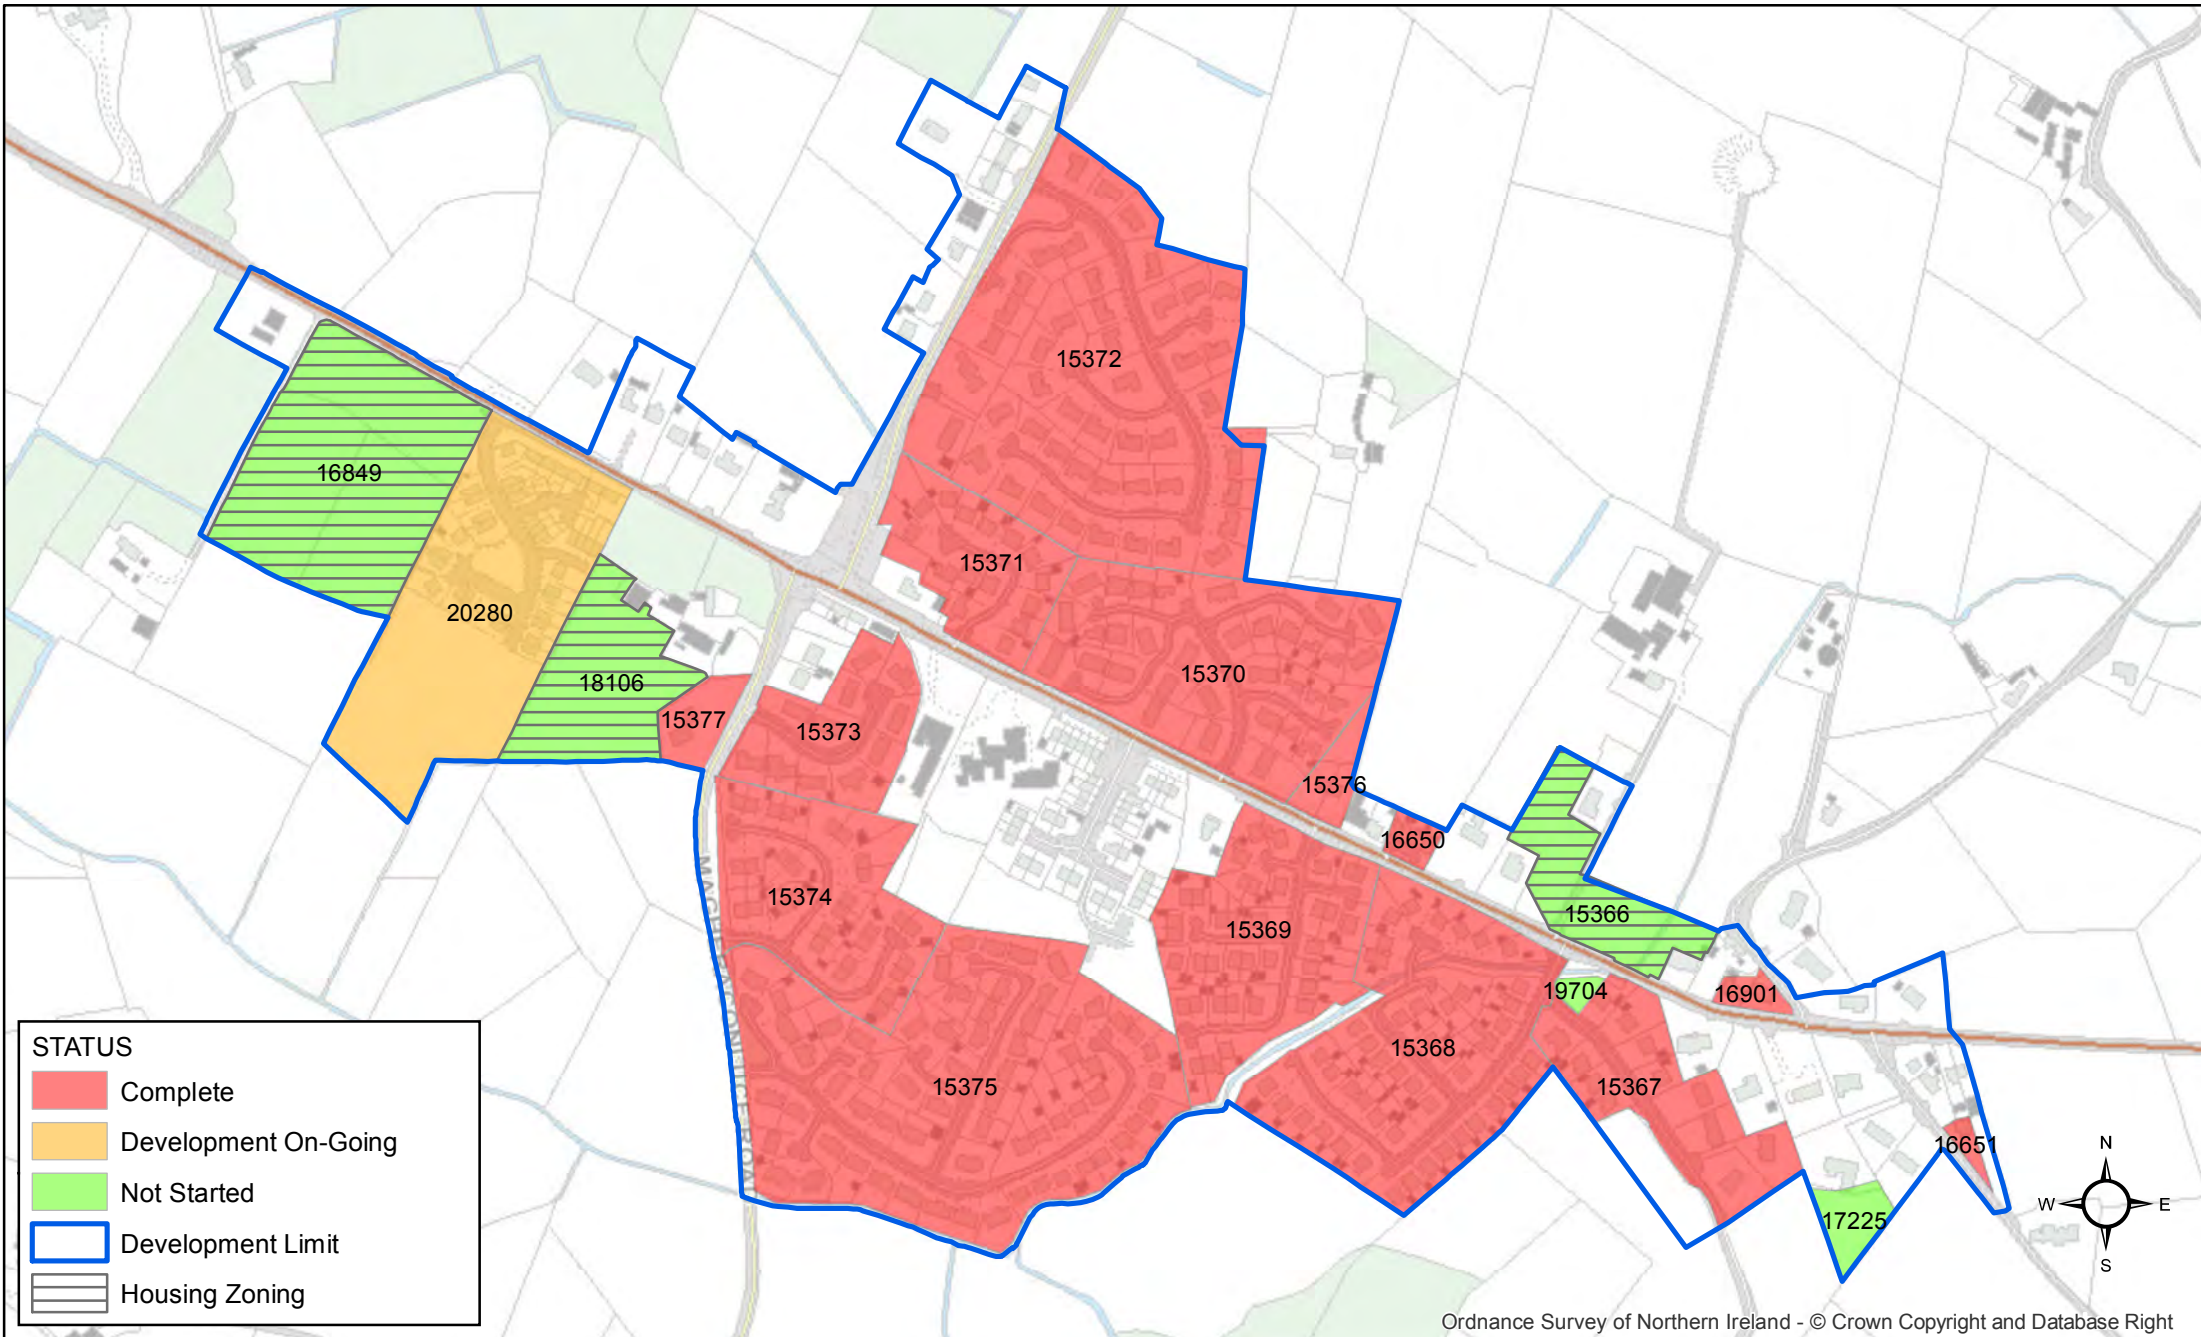 15372
16849
15371
20280
15370
18106
15377
15373
15376
16650
15374
15366
15369
19704
16901
15368
15375
15367
16651
17225
STATUS
Complete
Development On-Going
Not Started
Development Limit
Housing Zoning
N
W
E
S
Ordnance Survey of Northern Ireland - © Crown Copyright and Database Right